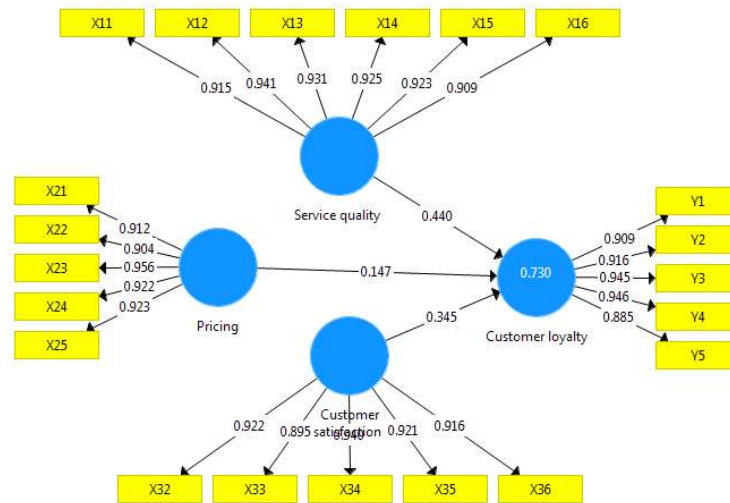 X11 X12 X13 X14 X15 X16
0.915 0.941 0.931 0.925 0.923 0.909
Service quality
X21
X22
X23
X24
X25
0.912
0.904
0.956
0.922
0.923
Pricing
0.440
0.147
0.345
0.730
Customer loyalty
Y1
Y2
Y3
Y4
Y5
0.909
0.916
0.945
0.946
0.885
Customer
satisfaction
0.922 0.895 0.940 0.921 0.916
X32 X33 X34 X35 X36